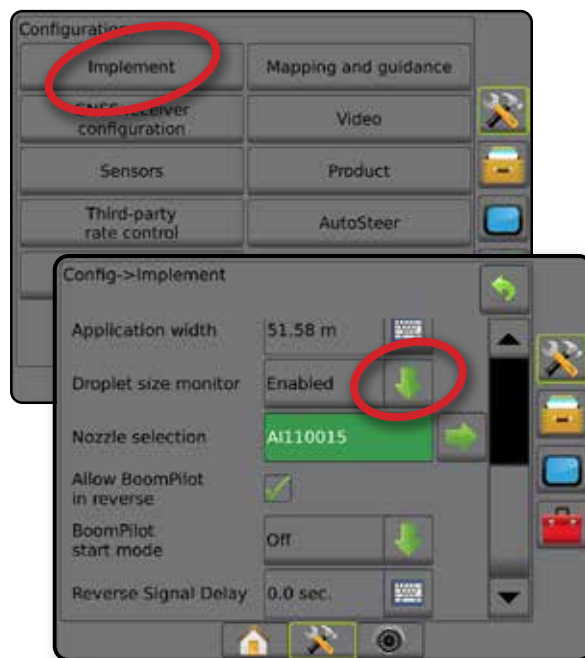 Configuration
Implement
Mapping and guidance
GNSS receiver
configuration
Video
Sensors
Product
Third-party
rate control
AutoSteer
Config->Implement
Application width
51.58 m
Droplet size monitor
Enabled
Nozzle selection
AI110015
Allow BoomPilot
in reverse
BoomPilot
start mode
Off
Reverse Signal Delay
0.0 sec.